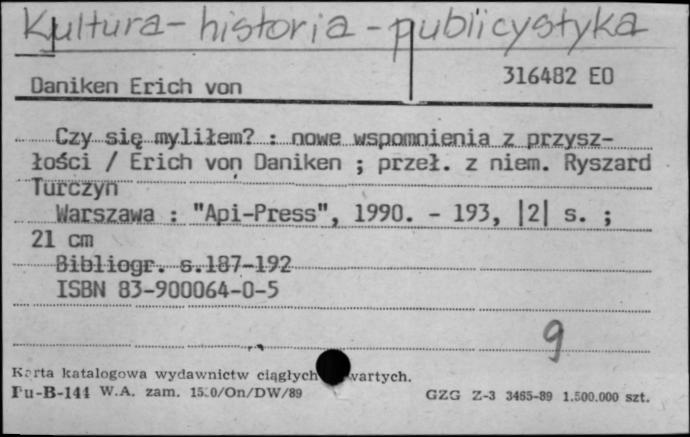 Kultura - historia - publicystyka
316482 EO
Daniken Erich von
Czy się myliłem? : nowe wspomnienia z przysz-
łości / Erich von Daniken ; przeł. z niem. Ryszard
Turczyn
Warszawa : "Api-Press", 1990. - 193, |2| s. ;
21 cm
Bibliogr. s.187-192
ISBN 83-900064-0-5
9
Karta katalogowa wydawnictw ciągłych wartych.
Pu-B-144 W.A. zam. /On/DW/89 GZG Z-3 3465-89 1.500.000 szt.